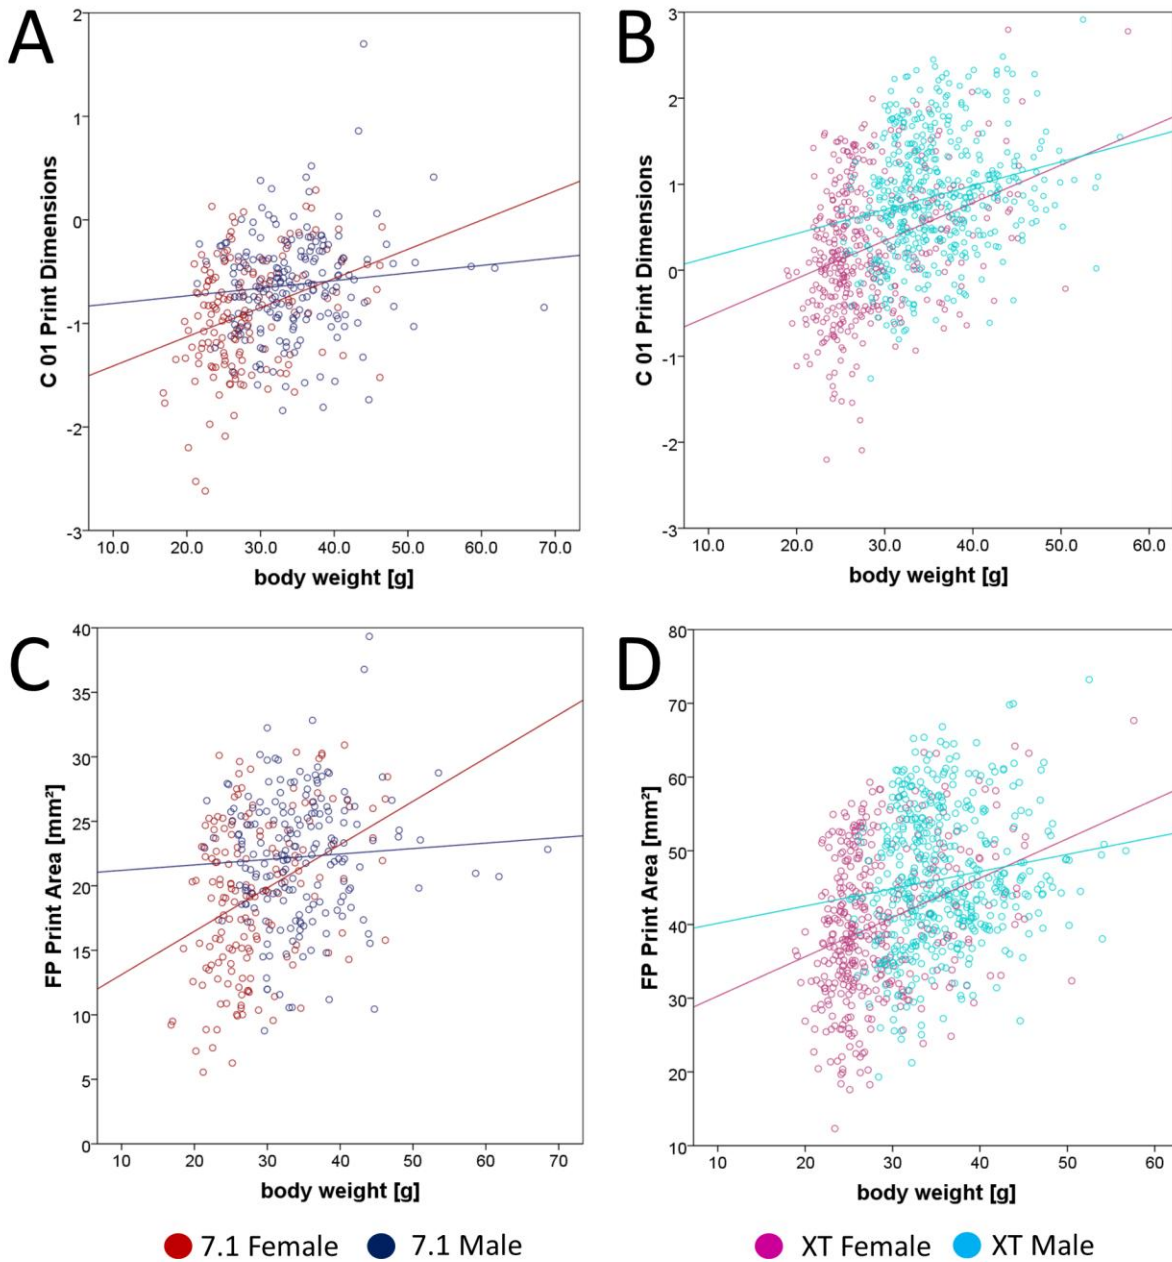 A
2
1
0
-1
-2
-3
C 01 Print Dimensions
10.0 20.0 30.0 40.0 50.0 60.0 70.0
body weight [g]
B
3
2
1
0
-1
-2
-3
C 01 Print Dimensions
10.0 20.0 30.0 40.0 50.0 60.0
body weight [g]
C
40
35
30
25
20
15
10
5
0
FP Print Area [mm²]
10 20 30 40 50 60 70
body weight [g]
D
80
70
60
50
40
30
20
10
FP Print Area [mm²]
10 20 30 40 50 60
body weight [g]
7.1 Female 7.1 Male
XT Female XT Male